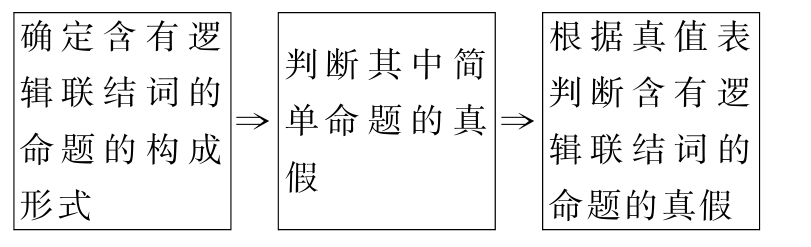 确定含有逻
辑联结词的
命题的构成
形式
⇒
判断其中简
单命题的真
假
⇒
根据真值表
判断含有逻
辑联结词的
命题的真假